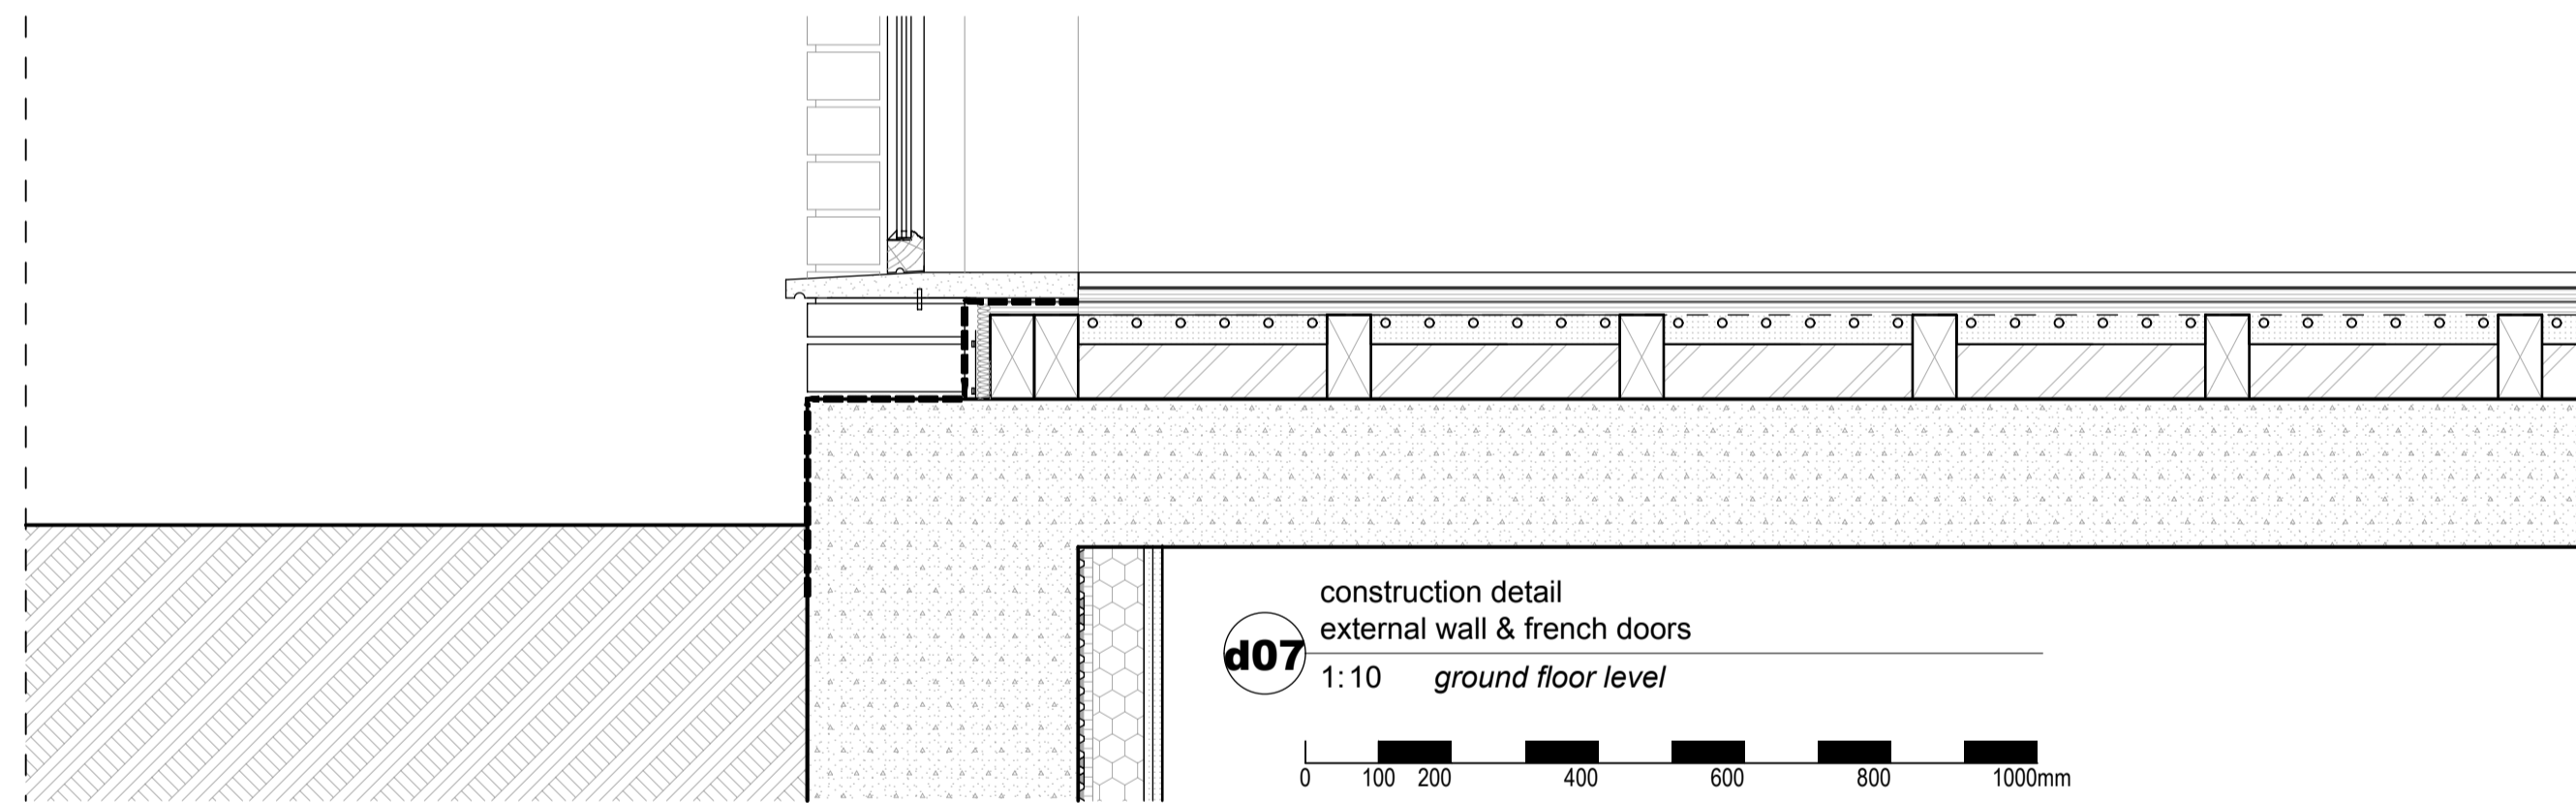 construction detail
external wall & french doors
d07
1:10 ground floor level
0 100 200 400 600 800 1000mm